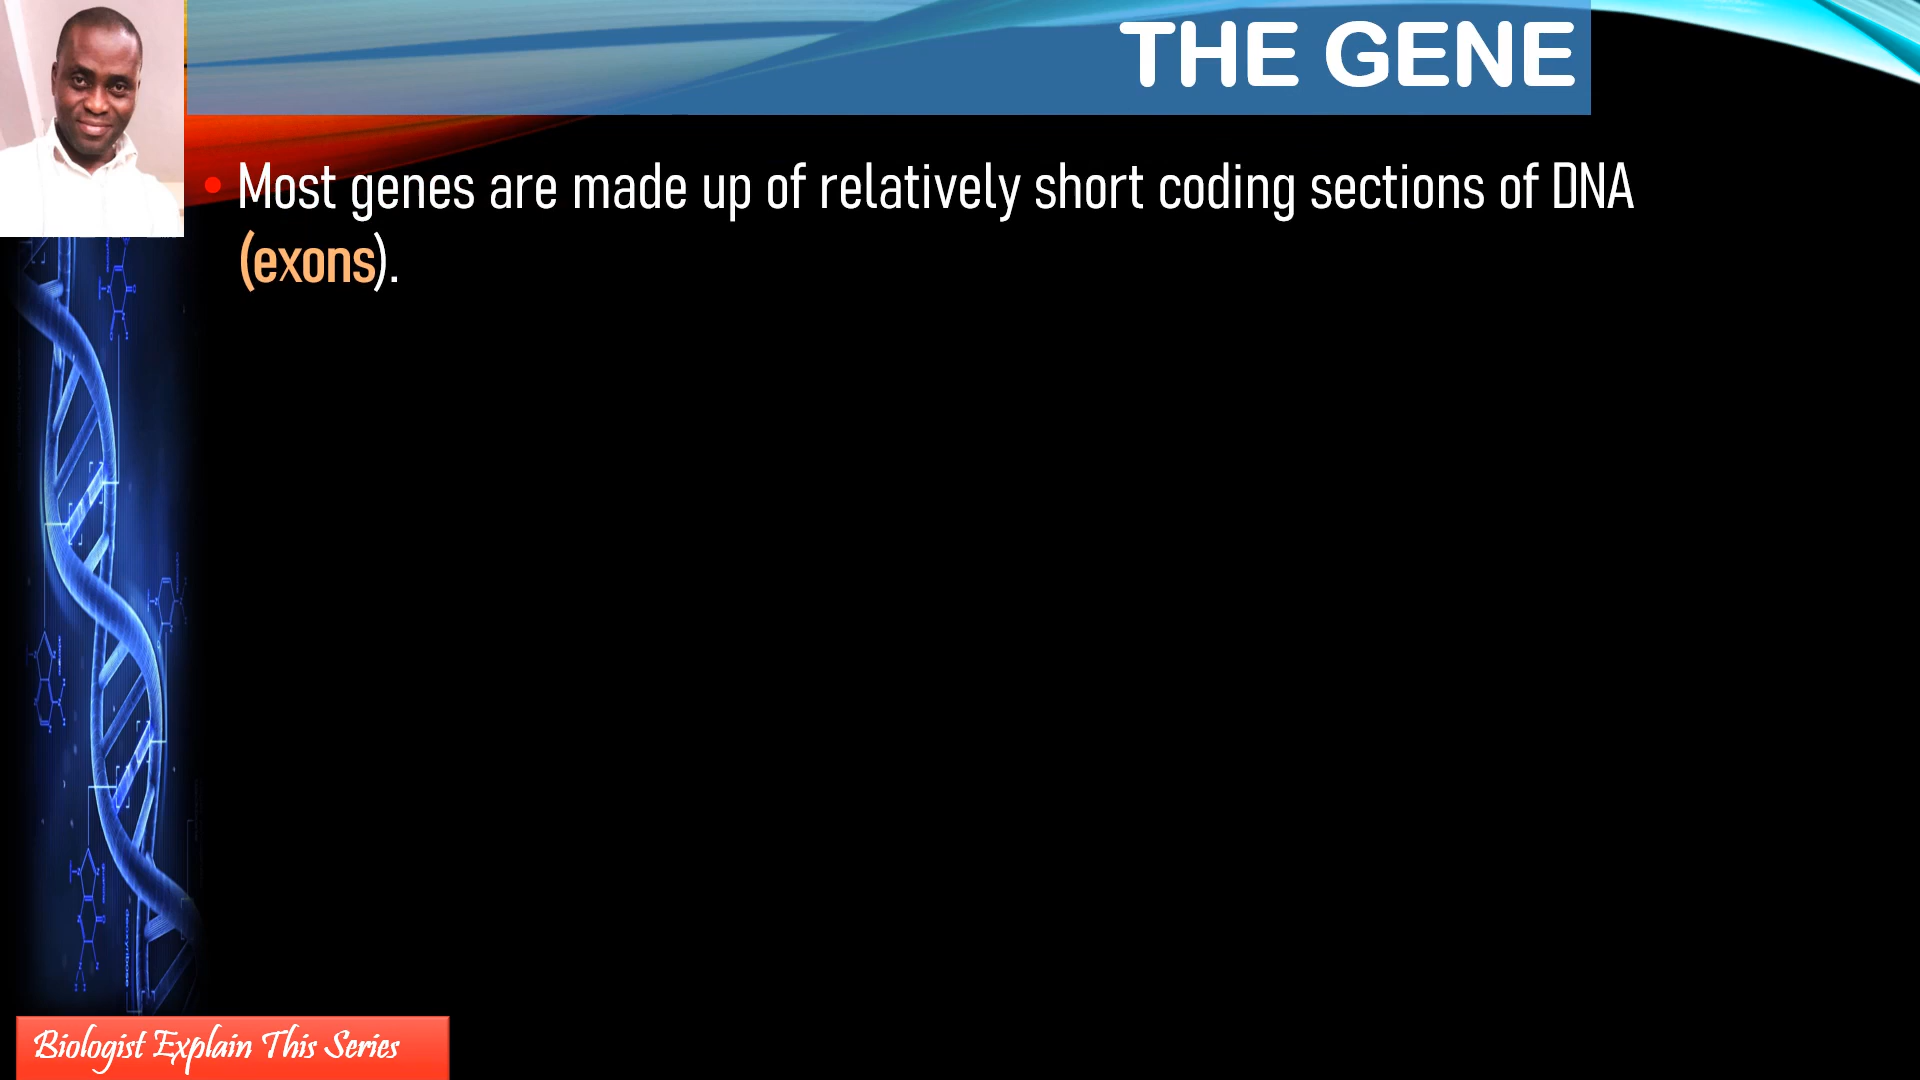 THE GENE
• Most genes are made up of relatively short coding sections of DNA
(exons).
Biologist Explain This Series